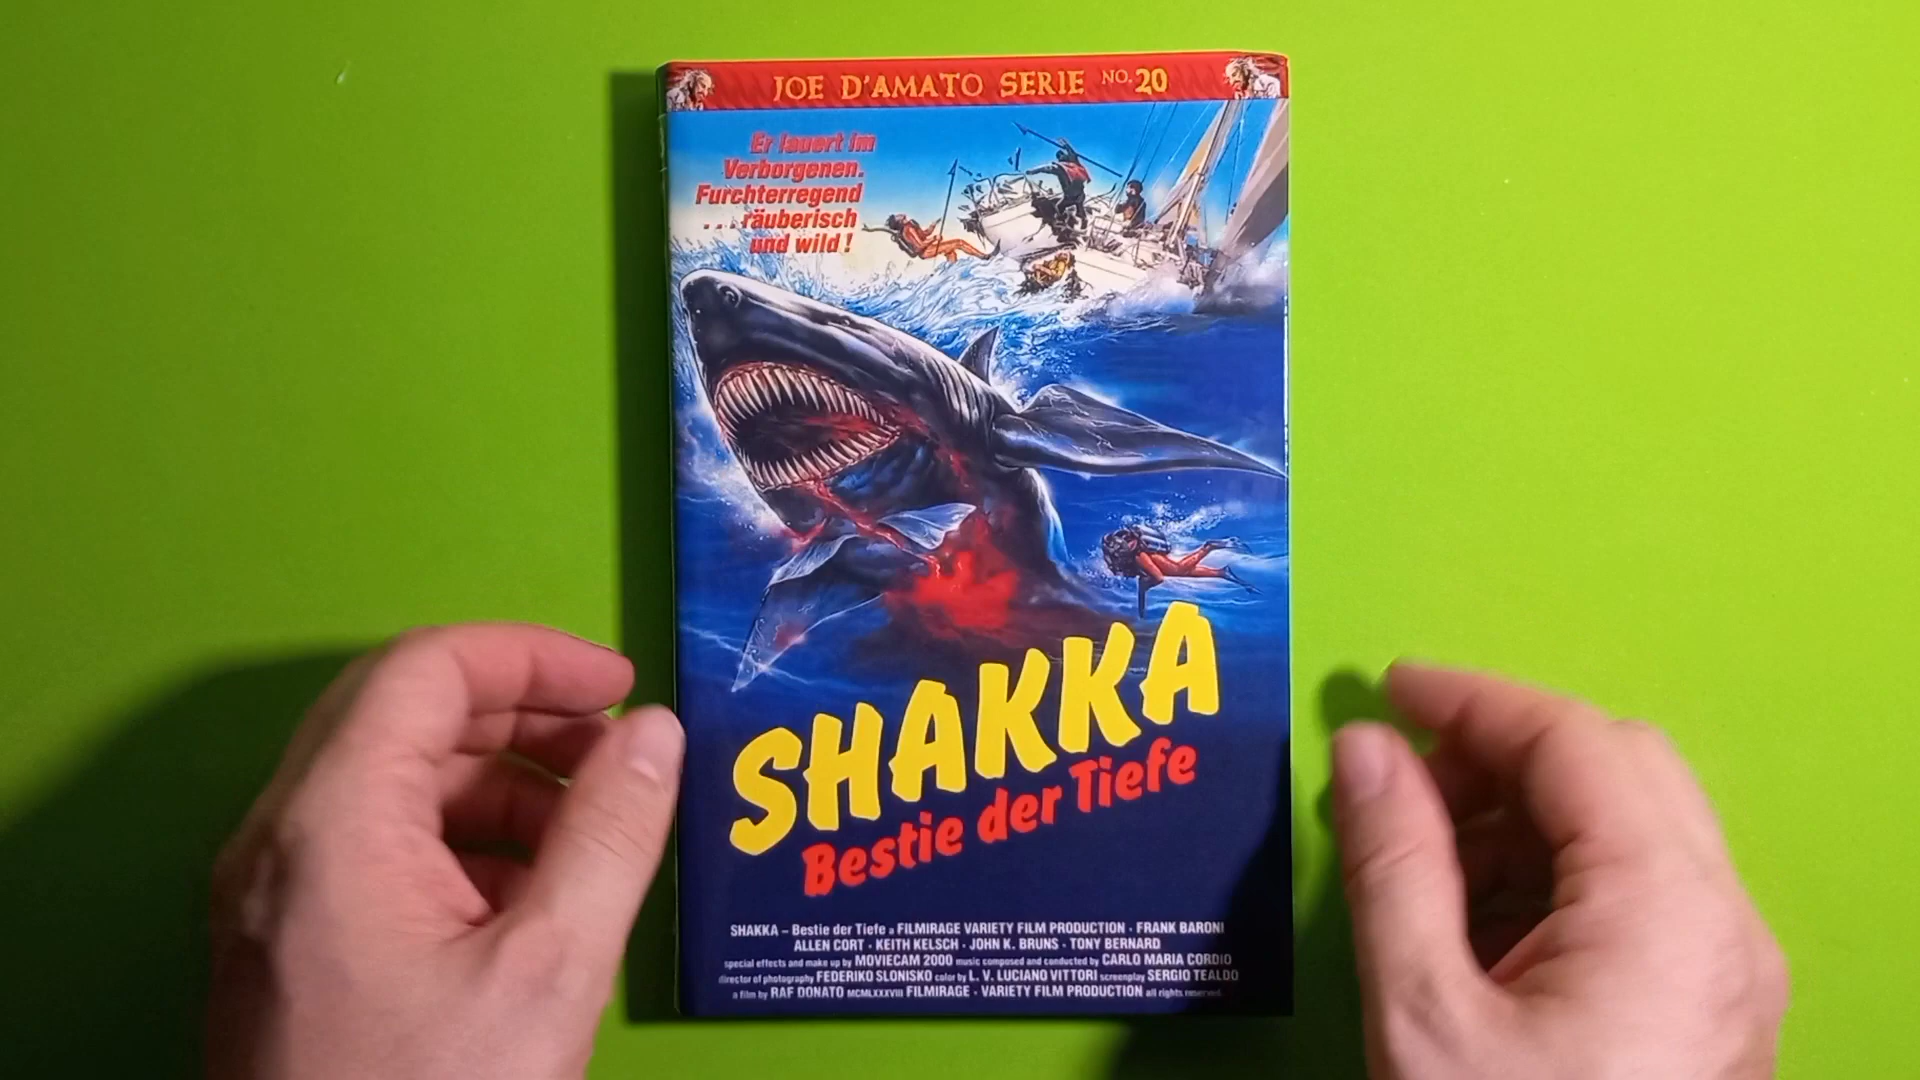 JOE D'AMATO SERIE NO. 20
Er lauert im
Verborgenen.
Furchterregend
...räuberisch
und wild!
SHAKKA
Bestie der Tiefe
SHAKKA – Bestie der Tiefe a FILMIRAGE VARIETY FILM PRODUCTION · FRANK BARONI
ALLEN CORT · KEITH KELSCH · JOHN K. BRUNS · TONY BERNARD
special effects and make up by MOVIECAM 2000 music composed and conducted by CARLO MARIA CORDIO
director of photography FEDERIKO SLONISKO color by L. V. LUCIANO VITTORI screenplay SERGIO TEALDO
a film by RAF DONATO MCMLXXXVIII FILMIRAGE · VARIETY FILM PRODUCTION all rights reserved.